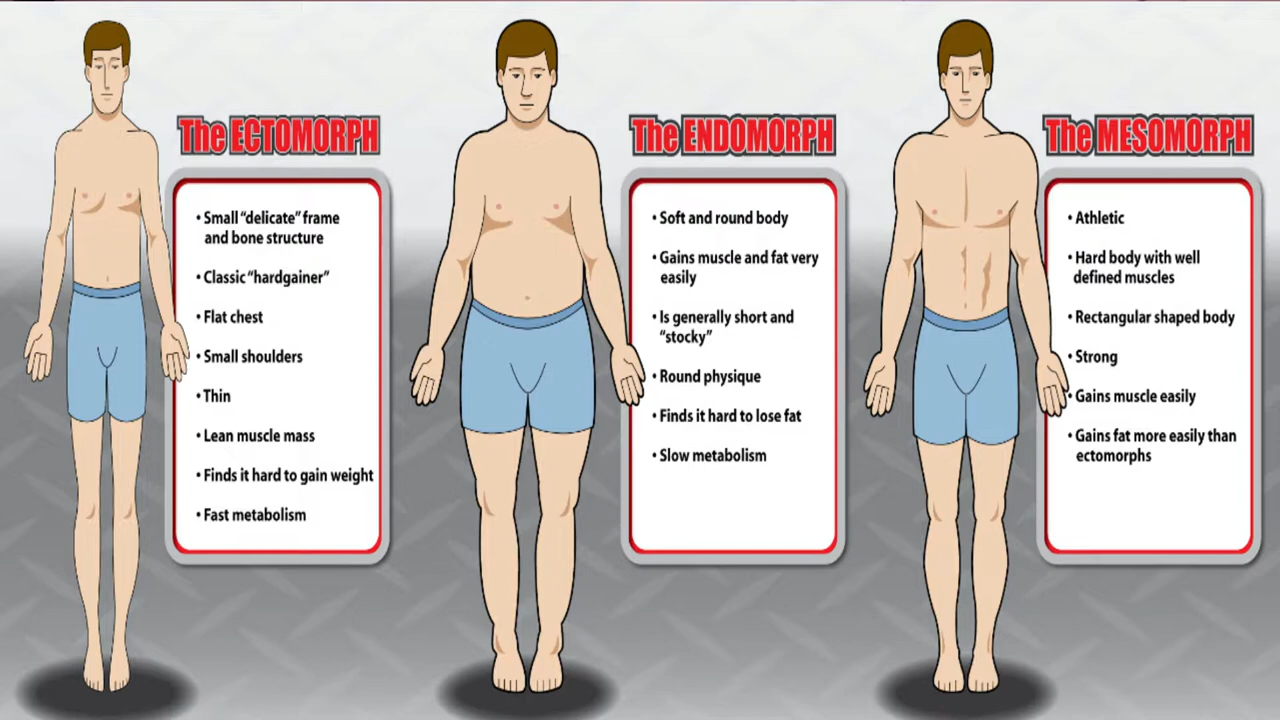 The ECTOMORPH
• Small “delicate” frame
and bone structure
• Classic “hardgainer”
• Flat chest
• Small shoulders
• Thin
• Lean muscle mass
• Finds it hard to gain weight
• Fast metabolism
The ENDOMORPH
• Soft and round body
• Gains muscle and fat very
easily
• Is generally short and
“stocky”
• Round physique
• Finds it hard to lose fat
• Slow metabolism
The MESOMORPH
• Athletic
• Hard body with well
defined muscles
• Rectangular shaped body
• Strong
• Gains muscle easily
• Gains fat more easily than
ectomorphs